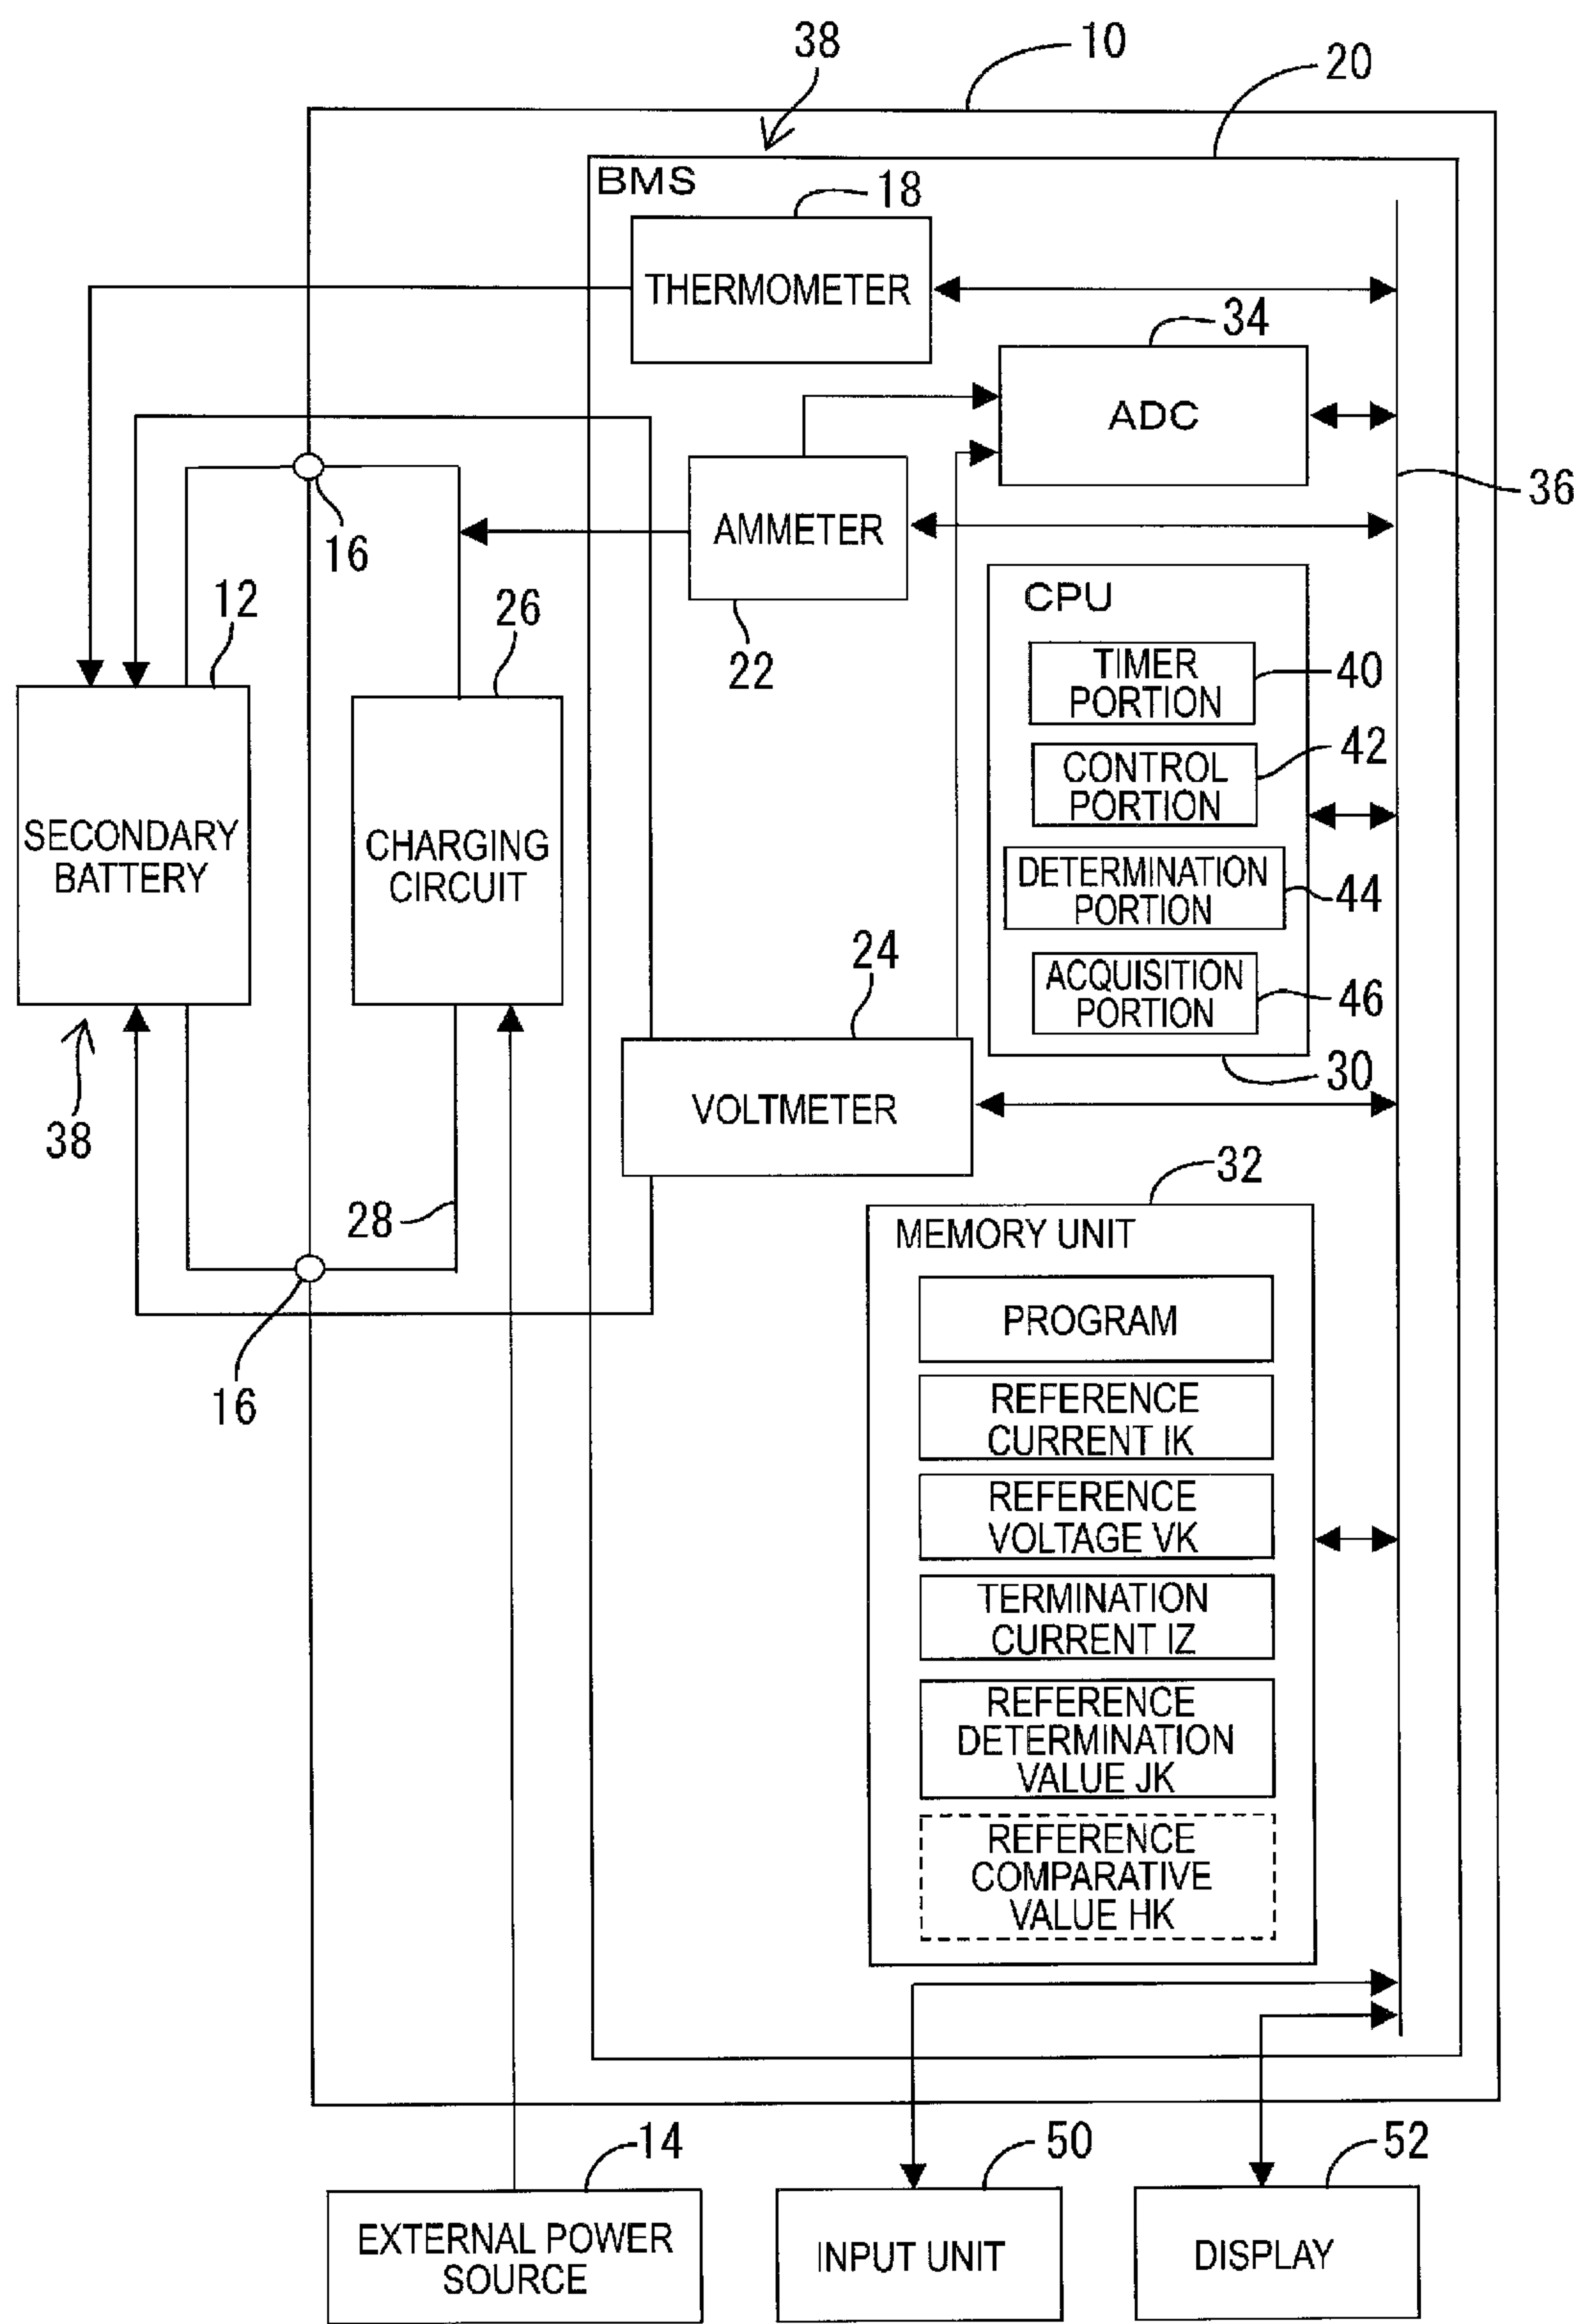 10
38
20
BMS
18
THERMOMETER
34
ADC
36
16
AMMETER
22
12
26
CPU
TIMER
PORTION
40
CONTROL
PORTION
42
SECONDARY
BATTERY
CHARGING
CIRCUIT
DETERMINATION
PORTION
44
24
ACQUISITION
PORTION
46
30
38
VOLTMETER
28
32
MEMORY UNIT
16
PROGRAM
REFERENCE
CURRENT IK
REFERENCE
VOLTAGE VK
TERMINATION
CURRENT IZ
REFERENCE
DETERMINATION
VALUE JK
REFERENCE
COMPARATIVE
VALUE HK
14
50
52
EXTERNAL POWER
SOURCE
INPUT UNIT
DISPLAY